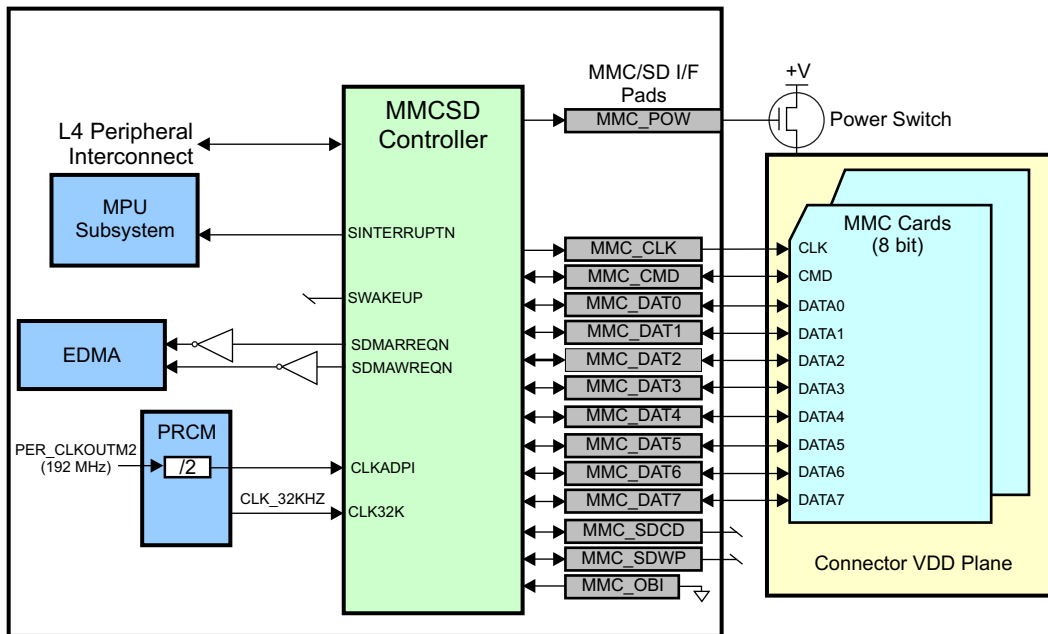 MMC/SD I/F
Pads
+V
MMCSD
Controller
MMC_POW
Power Switch
L4 Peripheral
Interconnect
MPU
Subsystem
SINTERRUPTN
SWAKEUP
EDMA
SDMARREQN
SDMAWREQN
PRCM
PER_CLKOUTM2
(192 MHz)
/2
CLKADPI
CLK_32KHZ
CLK32K
MMC_CLK
MMC_CMD
MMC_DAT0
MMC_DAT1
MMC_DAT2
MMC_DAT3
MMC_DAT4
MMC_DAT5
MMC_DAT6
MMC_DAT7
MMC_SDCD
MMC_SDWP
MMC_OBI
MMC Cards
(8 bit)
CLK
CMD
DATA0
DATA1
DATA2
DATA3
DATA4
DATA5
DATA6
DATA7
Connector VDD Plane